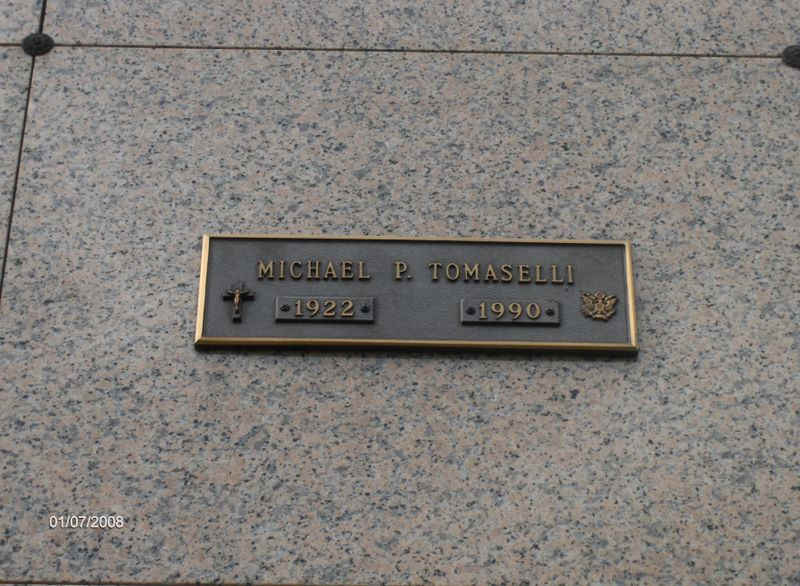 MICHAEL P. TOMASELLI
1922 1990
01/07/2008